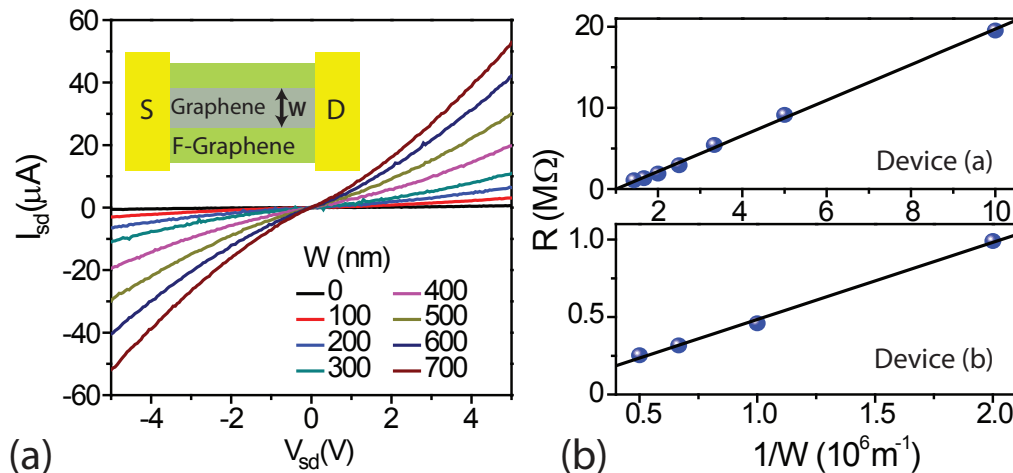 60
40
20
0
-20
-40
-60
I_sd(μA)
S
Graphene
W
D
F-Graphene
W (nm)
0 400
100 500
200 600
300 700
-4 -2 0 2 4
V_sd(V)
(a)
20
10
0
Device (a)
2 4 6 8 10
R (MΩ)
1.0
0.5
0
Device (b)
0.5 1.0 1.5 2.0
1/W (10⁶m⁻¹)
(b)